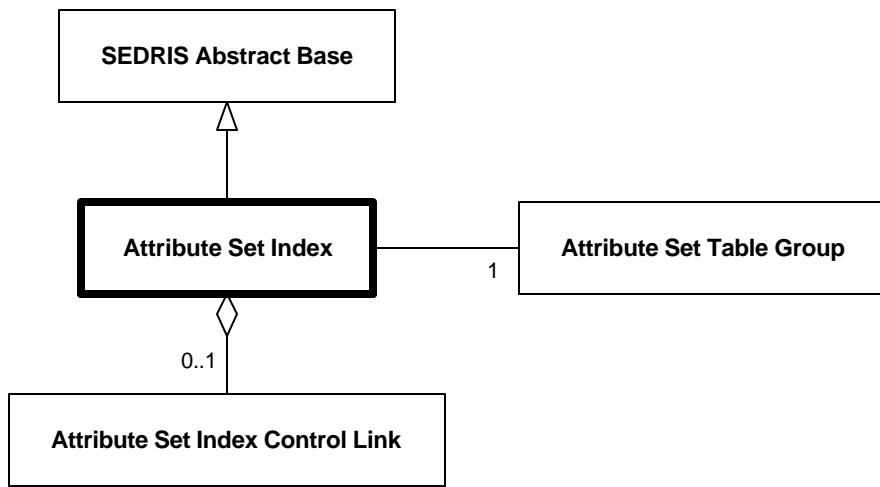 SEDRIS Abstract Base
Attribute Set Index
Attribute Set Table Group
1
0..1
Attribute Set Index Control Link